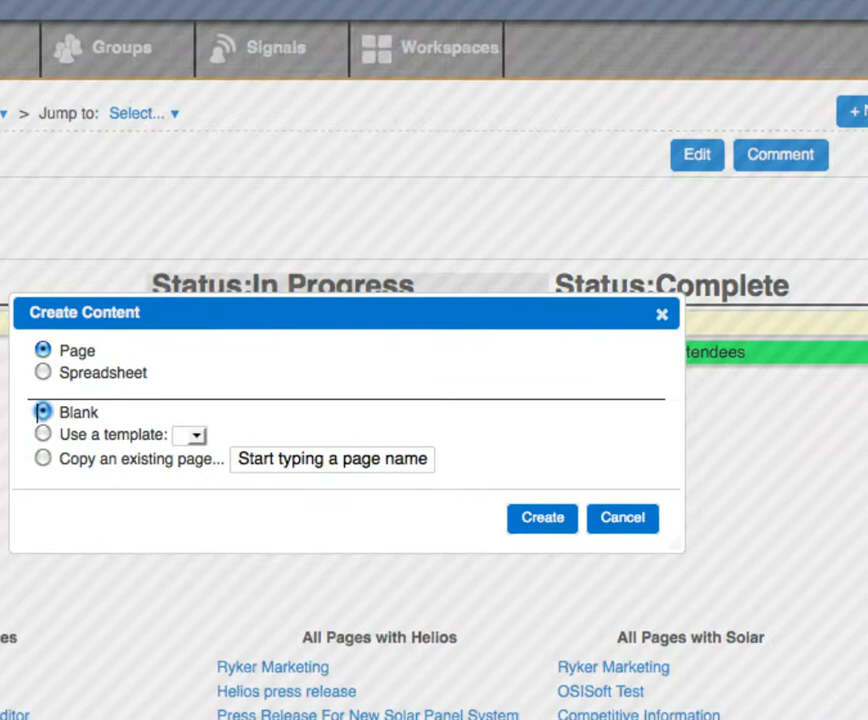 Groups Signals Workspaces
> Jump to: Select... ▼
Edit Comment
Status:In Progress Status:Complete
Create Content
Page
tendees
Spreadsheet
Blank
Use a template:
Copy an existing page... Start typing a page name
Create Cancel
es All Pages with Helios All Pages with Solar
Ryker Marketing Ryker Marketing
Helios press release OSISoft Test
ditor Press Release For New Solar Panel System Competitive Information